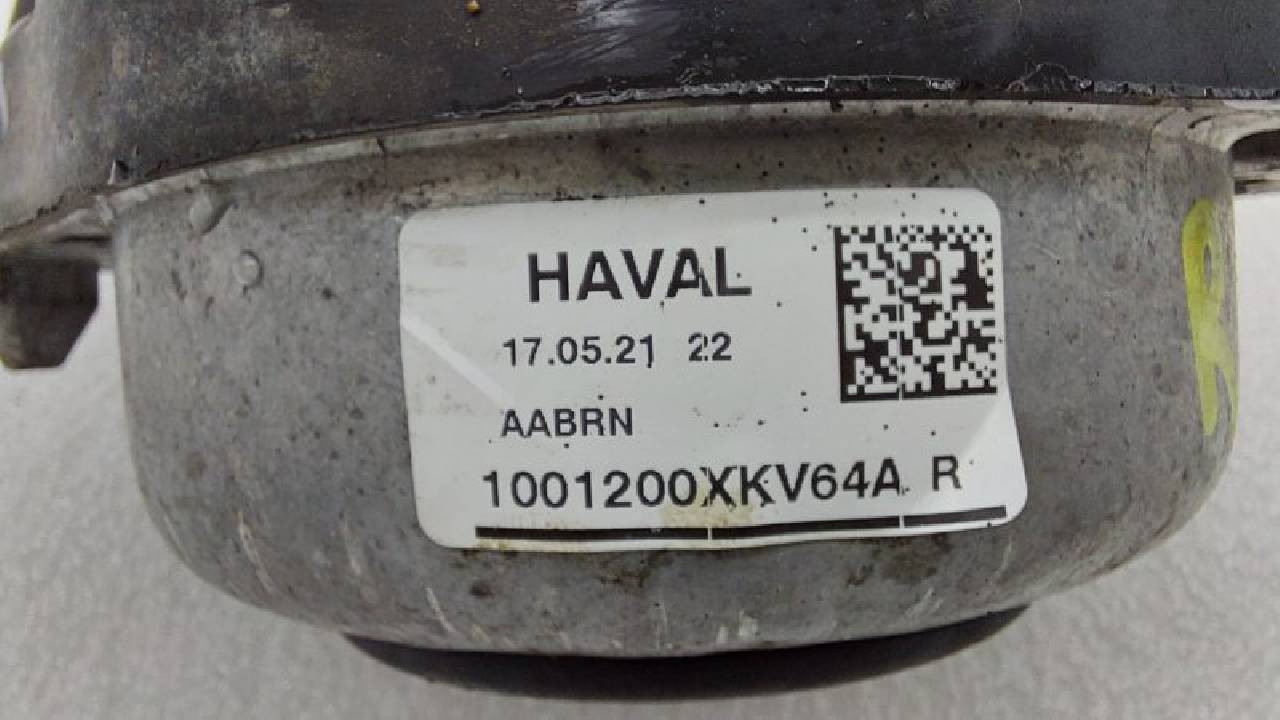 HAVAL
17.05.21 22
AABRN
1001200XKV64A R
R